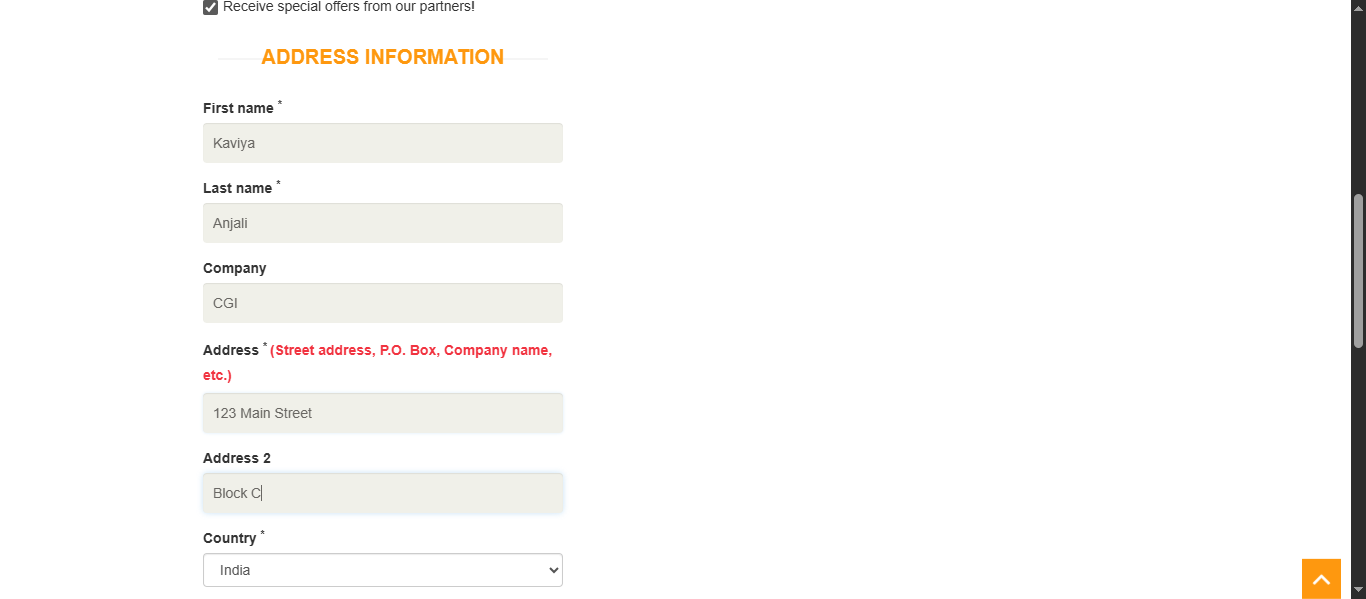 Receive special offers from our partners!
ADDRESS INFORMATION
First name *
Kaviya
Last name *
Anjali
Company
CGI
Address * (Street address, P.O. Box, Company name,
etc.)
123 Main Street
Address 2
Block C
Country *
India